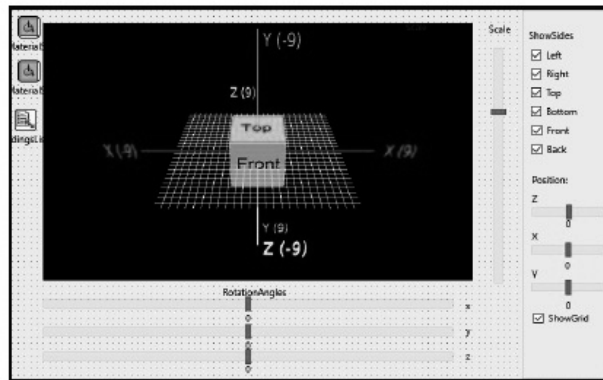 Y (-9)
Scale
ShowSides
Left
Right
Top
Bottom
Front
Back
Z (9)
Top
X (-9)
Front
X (9)
Y (9)
Z (-9)
Position:
Z
0
X
0
Y
0
ShowGrid
RotationAngles
x
0
y
0
z
0